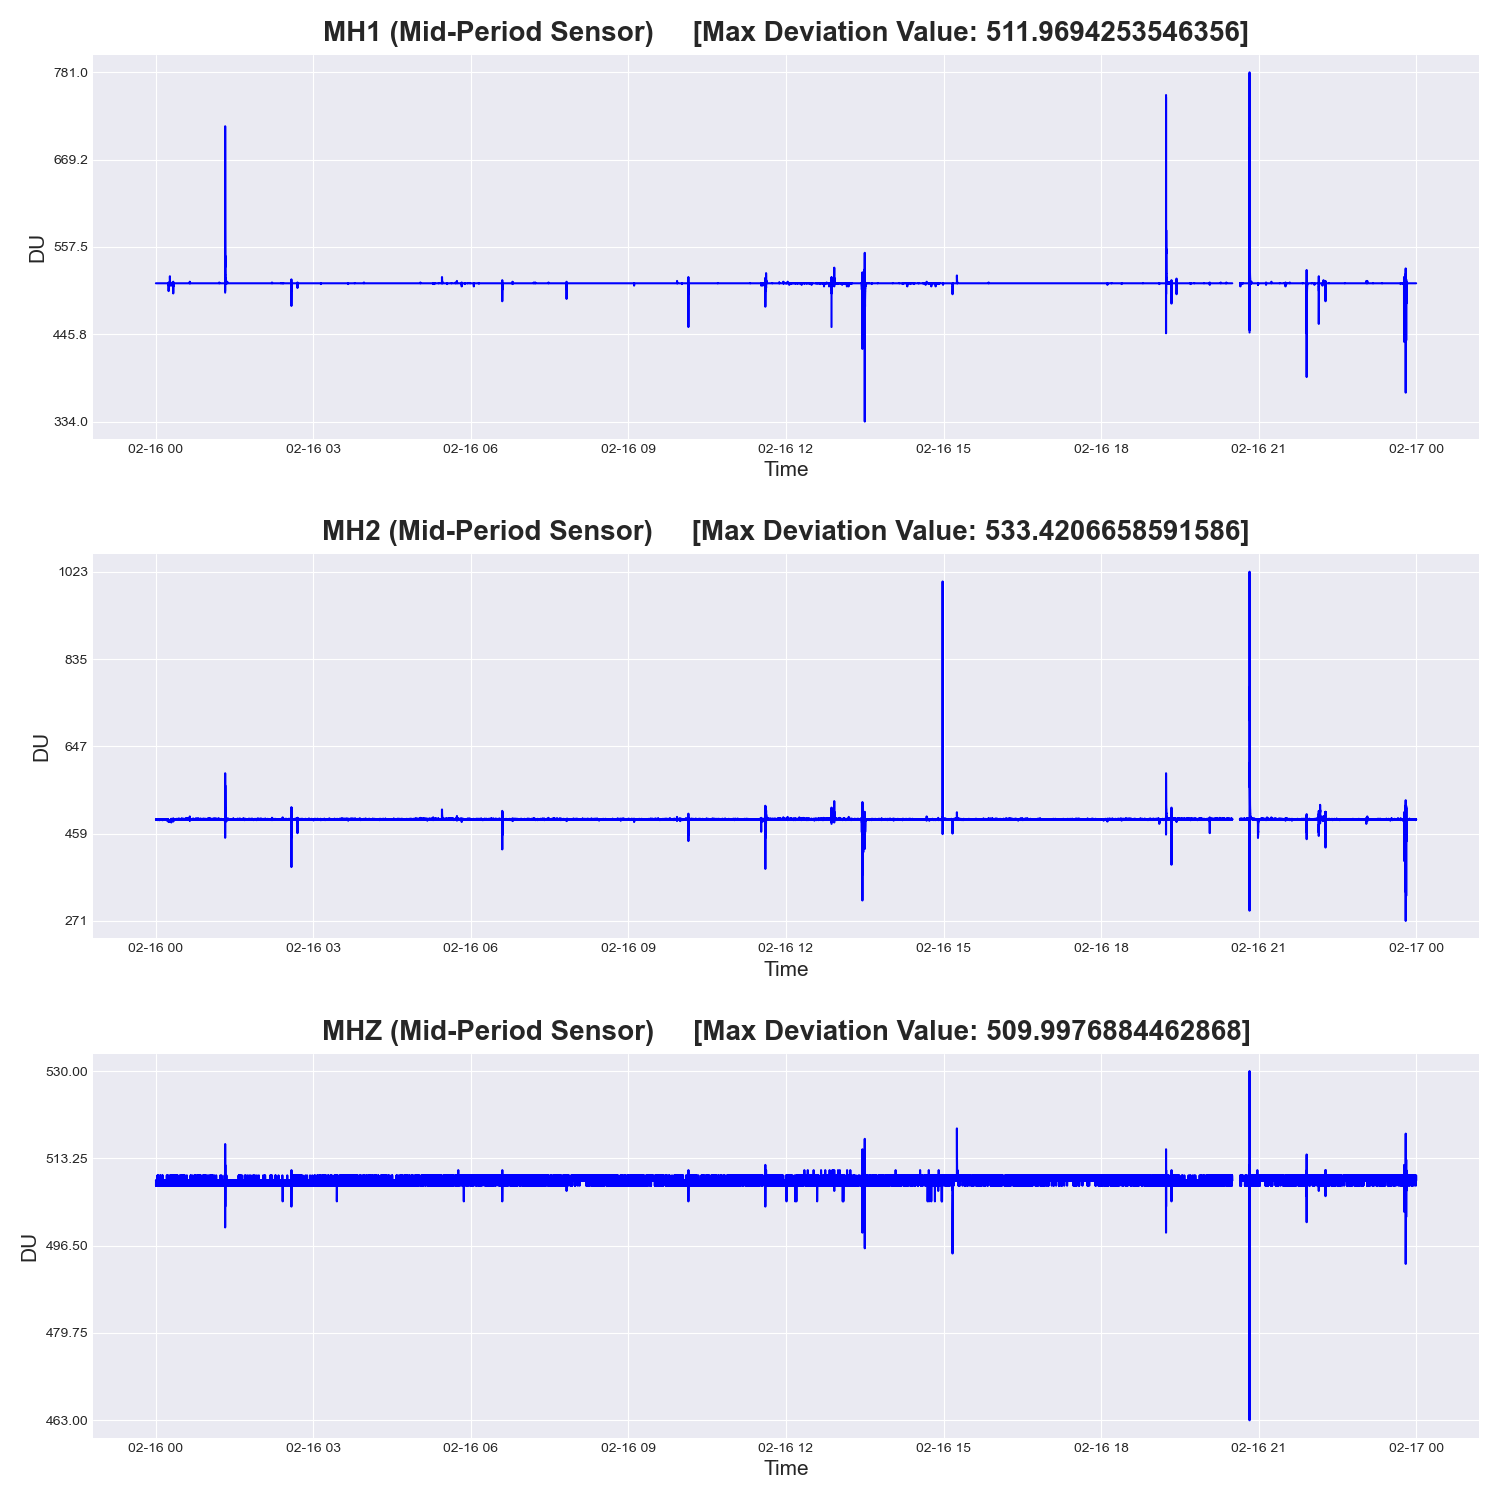 MH1 (Mid-Period Sensor) [Max Deviation Value: 511.9694253546356]
781.0
669.2
557.5
445.8
334.0
DU
02-16 00 02-16 03 02-16 06 02-16 09 02-16 12 02-16 15 02-16 18 02-16 21 02-17 00
Time
MH2 (Mid-Period Sensor) [Max Deviation Value: 533.4206658591586]
1023
835
647
459
271
DU
02-16 00 02-16 03 02-16 06 02-16 09 02-16 12 02-16 15 02-16 18 02-16 21 02-17 00
Time
MHZ (Mid-Period Sensor) [Max Deviation Value: 509.9976884462868]
530.00
513.25
496.50
479.75
463.00
DU
02-16 00 02-16 03 02-16 06 02-16 09 02-16 12 02-16 15 02-16 18 02-16 21 02-17 00
Time